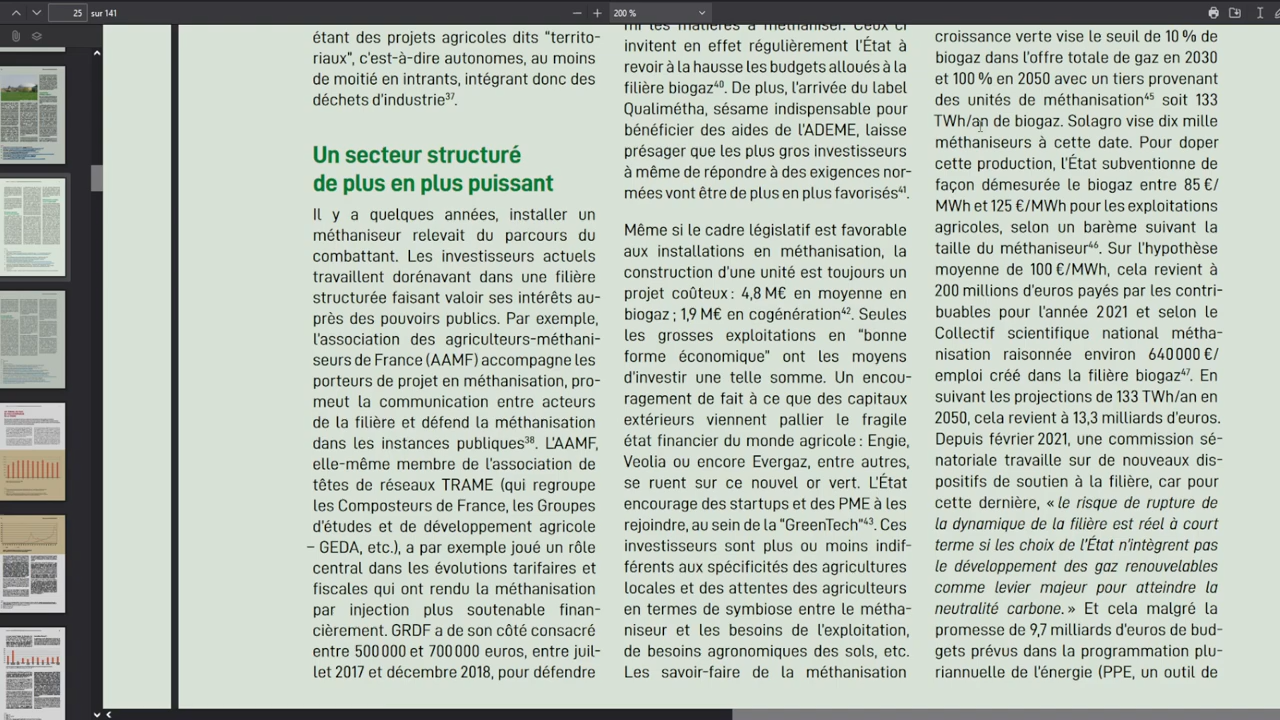 25
sur 141
200 %
étant des projets agricoles dits “territo-
riaux”, c'est-à-dire autonomes, au moins
de moitié en intrants, intégrant donc des
déchets d'industrie³⁷.
Un secteur structuré
de plus en plus puissant
Il y a quelques années, installer un
méthaniseur relevait du parcours du
combattant. Les investisseurs actuels
travaillent dorénavant dans une filière
structurée faisant valoir ses intérêts au-
près des pouvoirs publics. Par exemple,
l'association des agriculteurs-méthani-
seurs de France (AAMF) accompagne les
porteurs de projet en méthanisation, pro-
meut la communication entre acteurs
de la filière et défend la méthanisation
dans les instances publiques³⁸. L'AAMF,
elle-même membre de l'association de
têtes de réseaux TRAME (qui regroupe
les Composteurs de France, les Groupes
d'études et de développement agricole
– GEDA, etc.), a par exemple joué un rôle
central dans les évolutions tarifaires et
fiscales qui ont rendu la méthanisation
par injection plus soutenable finan-
cièrement. GRDF a de son côté consacré
entre 500 000 et 700 000 euros, entre juil-
let 2017 et décembre 2018, pour défendre
mi les matières à méthaniser. Ceux ci
invitent en effet régulièrement l'État à
revoir à la hausse les budgets alloués à la
filière biogaz⁴⁰. De plus, l'arrivée du label
Qualimétha, sésame indispensable pour
bénéficier des aides de l'ADEME, laisse
présager que les plus gros investisseurs
à même de répondre à des exigences nor-
mées vont être de plus en plus favorisés⁴¹.
Même si le cadre législatif est favorable
aux installations en méthanisation, la
construction d'une unité est toujours un
projet coûteux : 4,8 M€ en moyenne en
biogaz ; 1,9 M€ en cogénération⁴². Seules
les grosses exploitations en “bonne
forme économique” ont les moyens
d'investir une telle somme. Un encou-
ragement de fait à ce que des capitaux
extérieurs viennent pallier le fragile
état financier du monde agricole : Engie,
Veolia ou encore Evergaz, entre autres,
se ruent sur ce nouvel or vert. L'État
encourage des startups et des PME à les
rejoindre, au sein de la “GreenTech”⁴³. Ces
investisseurs sont plus ou moins indif-
férents aux spécificités des agricultures
locales et des attentes des agriculteurs
en termes de symbiose entre le métha-
niseur et les besoins de l'exploitation,
de besoins agronomiques des sols, etc.
Les savoir-faire de la méthanisation
croissance verte vise le seuil de 10 % de
biogaz dans l'offre totale de gaz en 2030
et 100 % en 2050 avec un tiers provenant
des unités de méthanisation⁴⁵ soit 133
TWh/an de biogaz. Solagro vise dix mille
méthaniseurs à cette date. Pour doper
cette production, l'État subventionne de
façon démesurée le biogaz entre 85 €/
MWh et 125 €/MWh pour les exploitations
agricoles, selon un barème suivant la
taille du méthaniseur⁴⁶. Sur l'hypothèse
moyenne de 100 €/MWh, cela revient à
200 millions d'euros payés par les contri-
buables pour l'année 2021 et selon le
Collectif scientifique national métha-
nisation raisonnée environ 640 000 €/
emploi créé dans la filière biogaz⁴⁷. En
suivant les projections de 133 TWh/an en
2050, cela revient à 13,3 milliards d'euros.
Depuis février 2021, une commission sé-
natoriale travaille sur de nouveaux dis-
positifs de soutien à la filière, car pour
cette dernière, « le risque de rupture de
la dynamique de la filière est réel à court
terme si les choix de l'État n'intègrent pas
le développement des gaz renouvelables
comme levier majeur pour atteindre la
neutralité carbone. » Et cela malgré la
promesse de 9,7 milliards d'euros de bud-
gets prévus dans la programmation plu-
riannuelle de l'énergie (PPE, un outil de